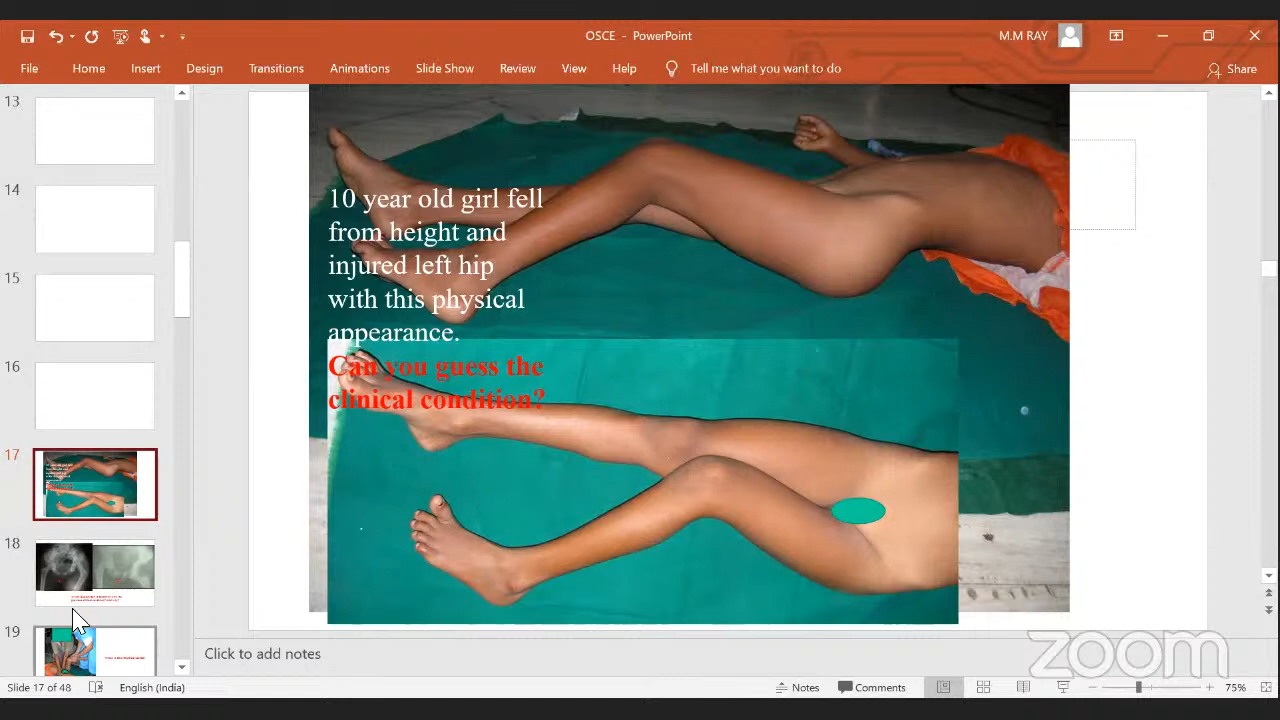 OSCE - PowerPoint
M.M RAY
File
Home
Insert
Design
Transitions
Animations
Slide Show
Review
View
Help
Tell me what you want to do
Share
13
14
15
16
17
18
19
10 year old girl fell
from height and
injured left hip
with this physical
appearance.
Can you guess the
clinical condition?
Click to add notes
zoom
Slide 17 of 48
English (India)
Notes
Comments
75%